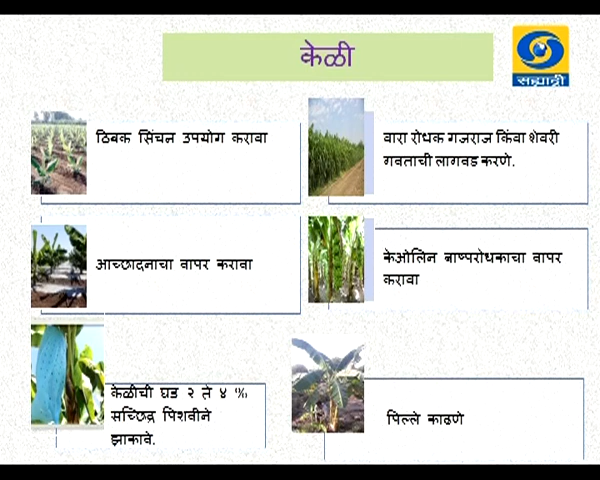 केळी
सह्याद्री
ठिबक सिंचन उपयोग करावा
वारा रोधक गजराज किंवा शेवरी
गवताची लागवड करणे.
आच्छादनाचा वापर करावा
केओलिन बाष्परोधकाचा वापर
करावा
केळीची घड २ ते ४ %
सच्छिद्र पिशवीने
झाकावे.
पिल्ले काढणे